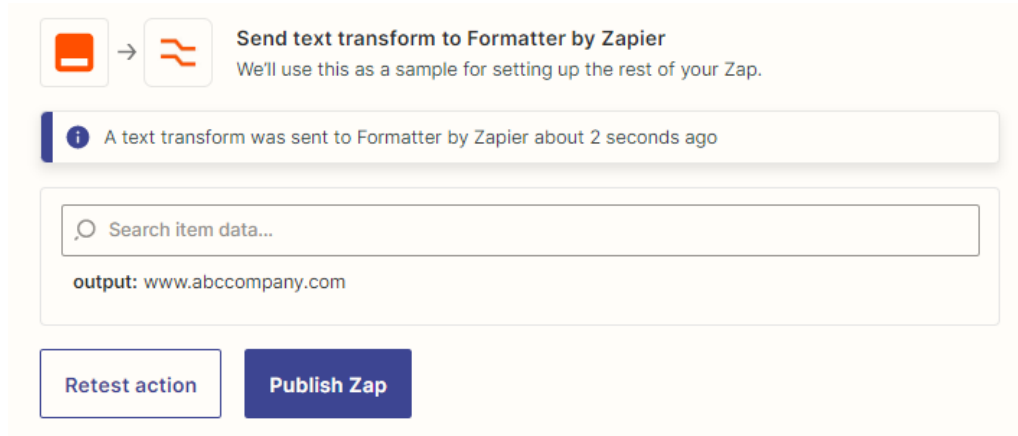 Send text transform to Formatter by Zapier
We'll use this as a sample for setting up the rest of your Zap.
A text transform was sent to Formatter by Zapier about 2 seconds ago
Search item data...
output: www.abccompany.com
Retest action
Publish Zap